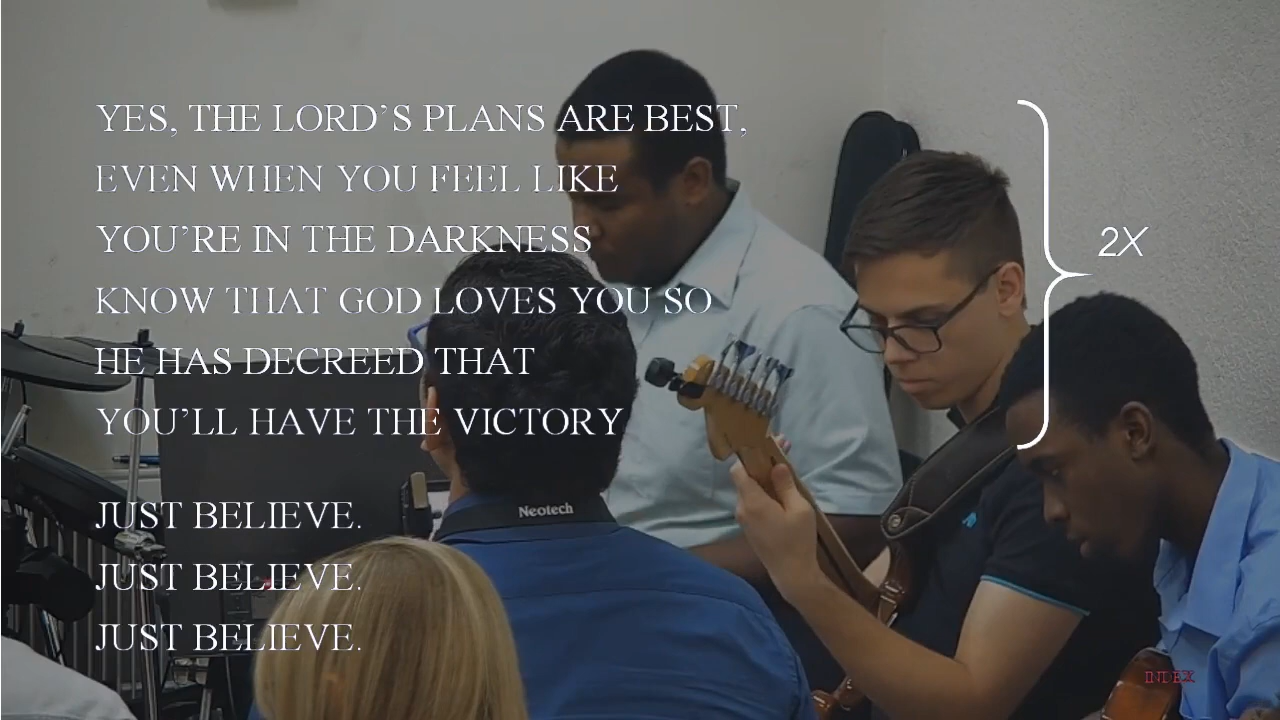 YES, THE LORD’S PLANS ARE BEST,
EVEN WHEN YOU FEEL LIKE
YOU’RE IN THE DARKNESS
KNOW THAT GOD LOVES YOU SO
HE HAS DECREED THAT
YOU’LL HAVE THE VICTORY
2X
JUST BELIEVE.
JUST BELIEVE.
JUST BELIEVE.
Neotech
INDEX